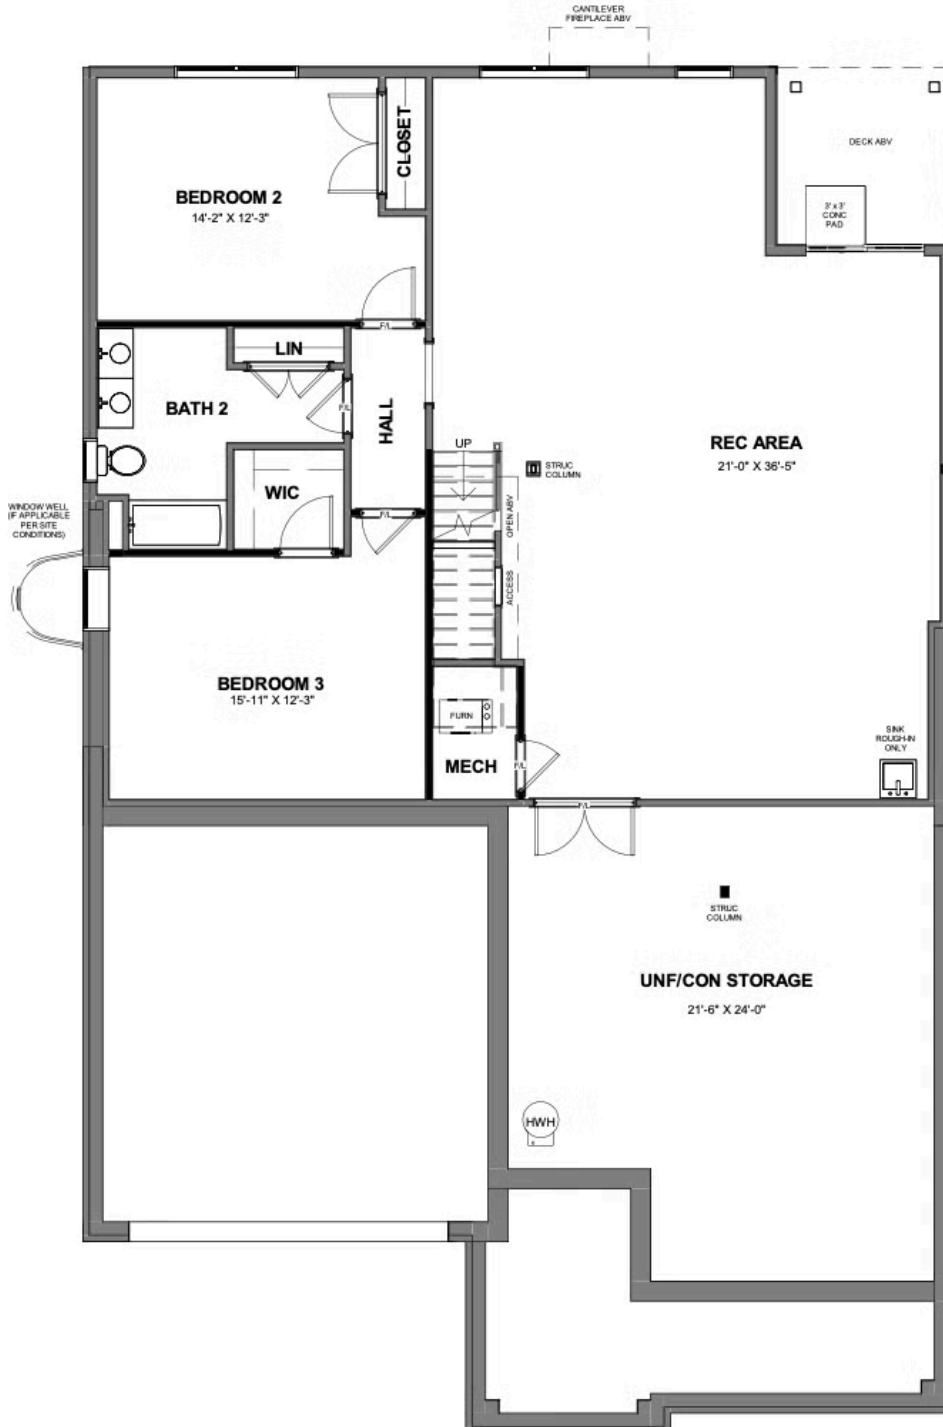 CANTILEVER
FIREPLACE ABV
DECK ABV
3' x 3'
CONC
PAD
CLOSET
BEDROOM 2
14'-2" X 12'-3"
F/L
LIN
BATH 2
F/L
HALL
UP
STRUC
COLUMN
REC AREA
21'-0" X 36'-5"
WIC
OPEN ABV
WINDOW WELL
(IF APPLICABLE
PER SITE
CONDITIONS)
F/L
ACCESS
BEDROOM 3
15'-11" X 12'-3"
FURN
MECH
F/L
SINK
ROUGH-IN
ONLY
F/L
STRUC
COLUMN
UNF/CON STORAGE
21'-6" X 24'-0"
HWH